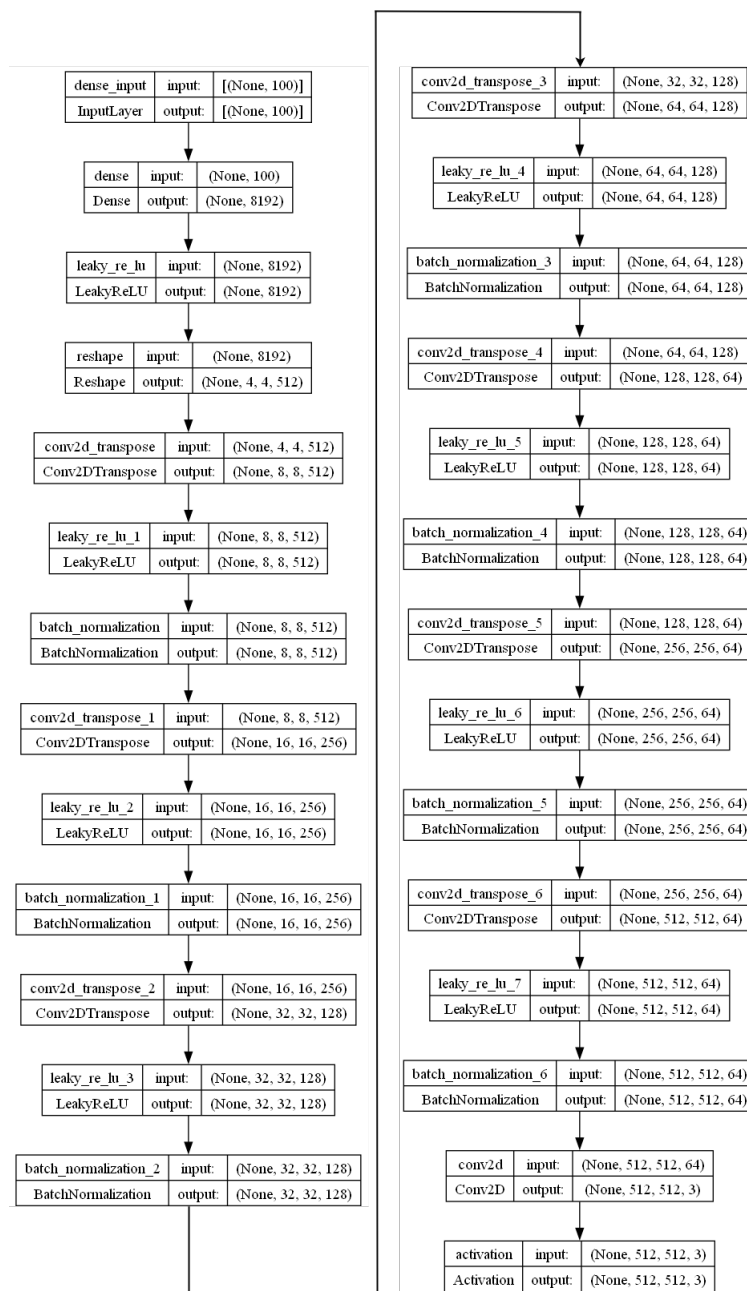 dense_input input: [(None, 100)]
InputLayer output: [(None, 100)]
dense input: (None, 100)
Dense output: (None, 8192)
leaky_re_lu input: (None, 8192)
LeakyReLU output: (None, 8192)
reshape input: (None, 8192)
Reshape output: (None, 4, 4, 512)
conv2d_transpose input: (None, 4, 4, 512)
Conv2DTranspose output: (None, 8, 8, 512)
leaky_re_lu_1 input: (None, 8, 8, 512)
LeakyReLU output: (None, 8, 8, 512)
batch_normalization input: (None, 8, 8, 512)
BatchNormalization output: (None, 8, 8, 512)
conv2d_transpose_1 input: (None, 8, 8, 512)
Conv2DTranspose output: (None, 16, 16, 256)
leaky_re_lu_2 input: (None, 16, 16, 256)
LeakyReLU output: (None, 16, 16, 256)
batch_normalization_1 input: (None, 16, 16, 256)
BatchNormalization output: (None, 16, 16, 256)
conv2d_transpose_2 input: (None, 16, 16, 256)
Conv2DTranspose output: (None, 32, 32, 128)
leaky_re_lu_3 input: (None, 32, 32, 128)
LeakyReLU output: (None, 32, 32, 128)
batch_normalization_2 input: (None, 32, 32, 128)
BatchNormalization output: (None, 32, 32, 128)
conv2d_transpose_3 input: (None, 32, 32, 128)
Conv2DTranspose output: (None, 64, 64, 128)
leaky_re_lu_4 input: (None, 64, 64, 128)
LeakyReLU output: (None, 64, 64, 128)
batch_normalization_3 input: (None, 64, 64, 128)
BatchNormalization output: (None, 64, 64, 128)
conv2d_transpose_4 input: (None, 64, 64, 128)
Conv2DTranspose output: (None, 128, 128, 64)
leaky_re_lu_5 input: (None, 128, 128, 64)
LeakyReLU output: (None, 128, 128, 64)
batch_normalization_4 input: (None, 128, 128, 64)
BatchNormalization output: (None, 128, 128, 64)
conv2d_transpose_5 input: (None, 128, 128, 64)
Conv2DTranspose output: (None, 256, 256, 64)
leaky_re_lu_6 input: (None, 256, 256, 64)
LeakyReLU output: (None, 256, 256, 64)
batch_normalization_5 input: (None, 256, 256, 64)
BatchNormalization output: (None, 256, 256, 64)
conv2d_transpose_6 input: (None, 256, 256, 64)
Conv2DTranspose output: (None, 512, 512, 64)
leaky_re_lu_7 input: (None, 512, 512, 64)
LeakyReLU output: (None, 512, 512, 64)
batch_normalization_6 input: (None, 512, 512, 64)
BatchNormalization output: (None, 512, 512, 64)
conv2d input: (None, 512, 512, 64)
Conv2D output: (None, 512, 512, 3)
activation input: (None, 512, 512, 3)
Activation output: (None, 512, 512, 3)